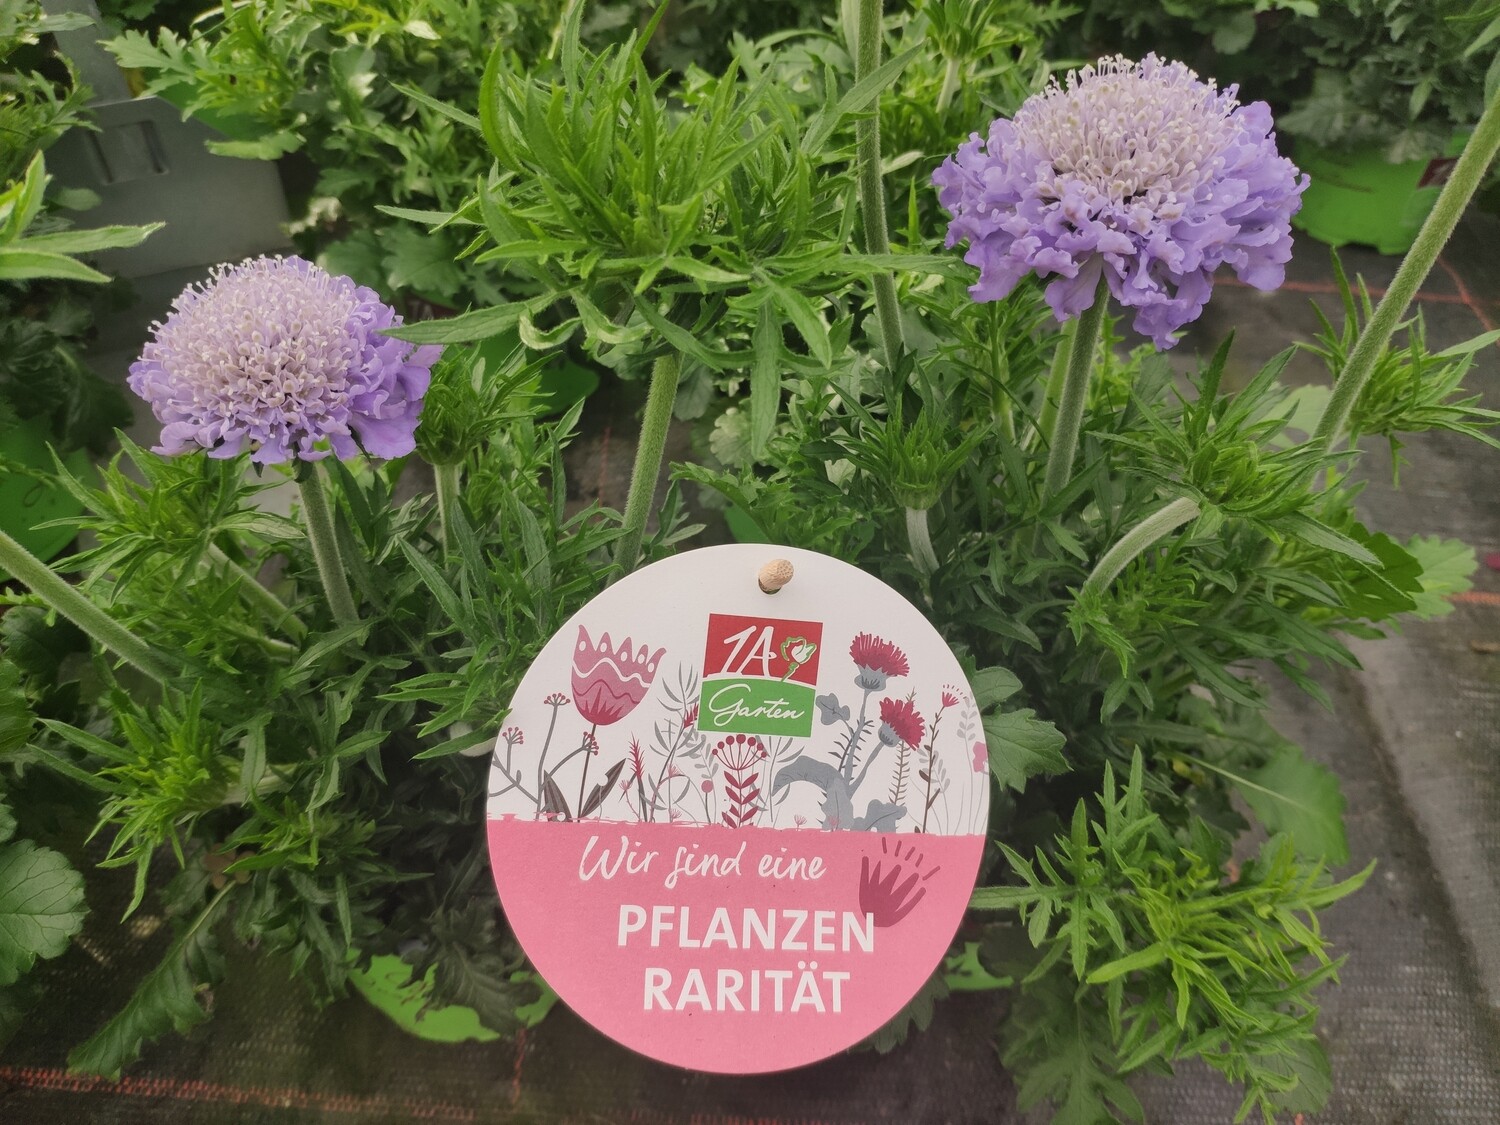 1A
Garten
Wir sind eine
PFLANZEN
RARITÄT